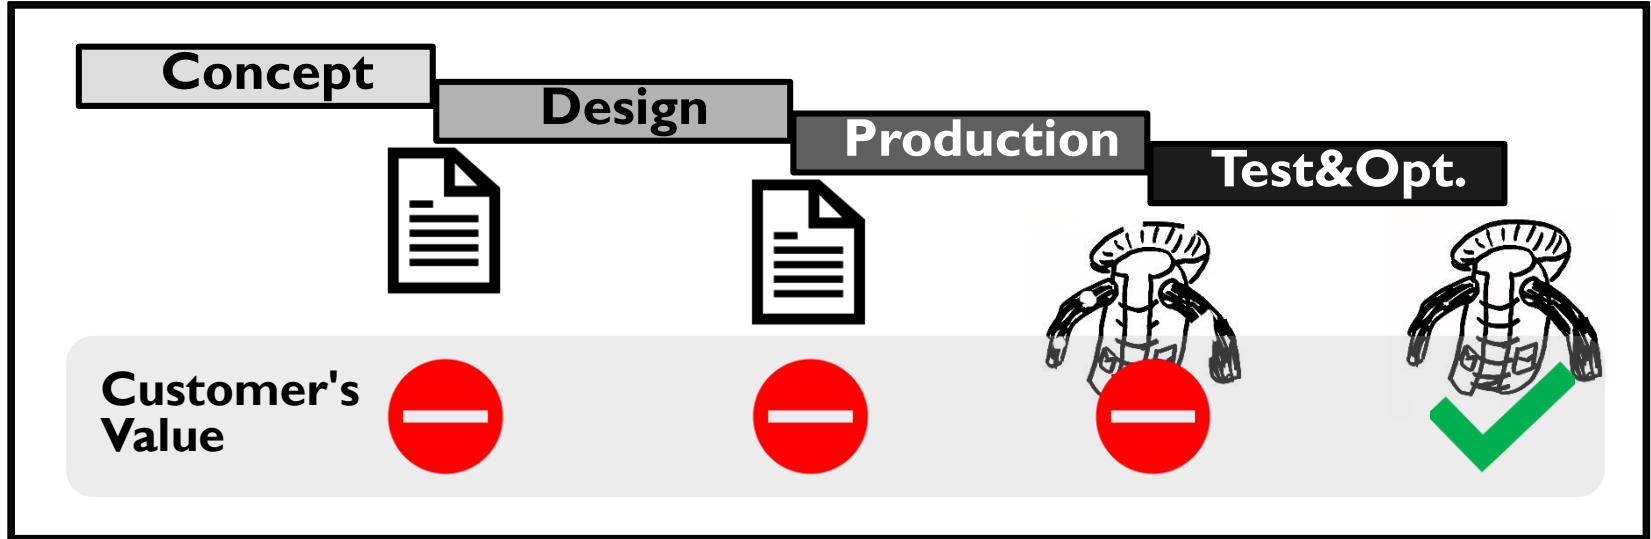 Concept
Design
Production
Test&Opt.
Customer's
Value